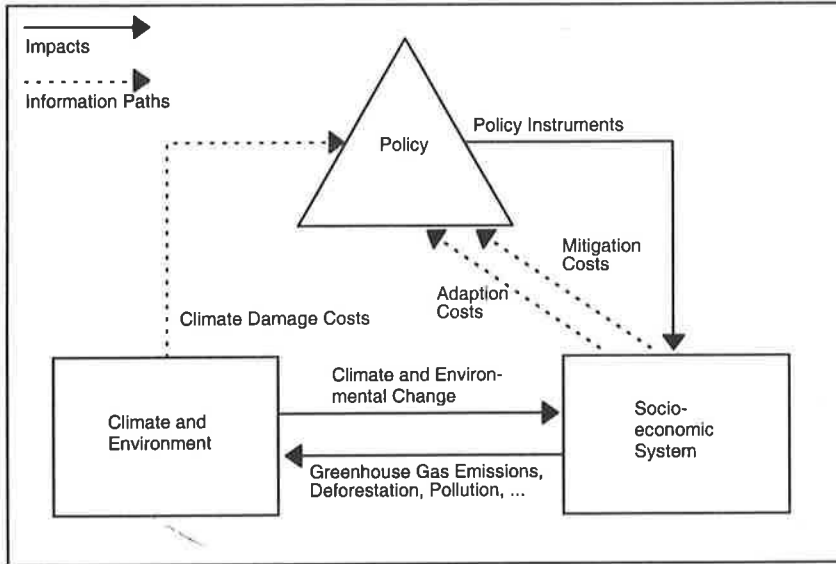 Impacts
Information Paths
Policy
Policy Instruments
Mitigation
Costs
Adaption
Costs
Climate Damage Costs
Climate and Environ-
mental Change
Climate and
Environment
Socio-
economic
System
Greenhouse Gas Emissions,
Deforestation, Pollution, ...